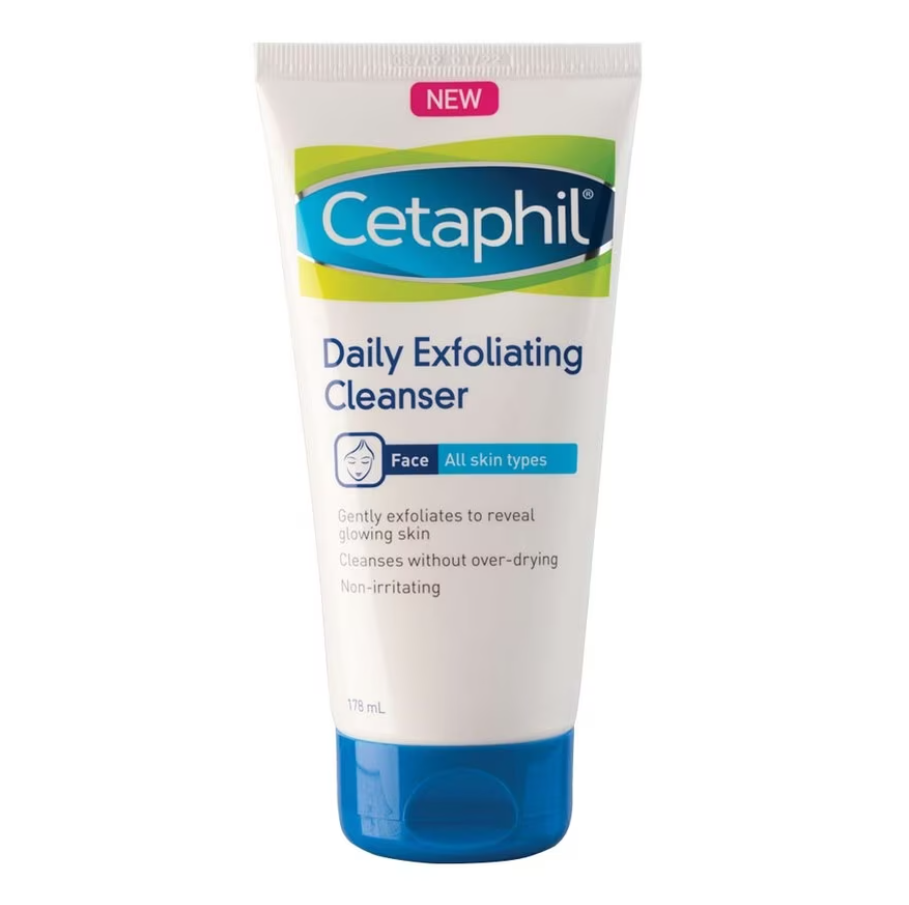 NEW
Cetaphil®
Daily Exfoliating
Cleanser
Face All skin types
Gently exfoliates to reveal
glowing skin
Cleanses without over-drying
Non-irritating
178 mL